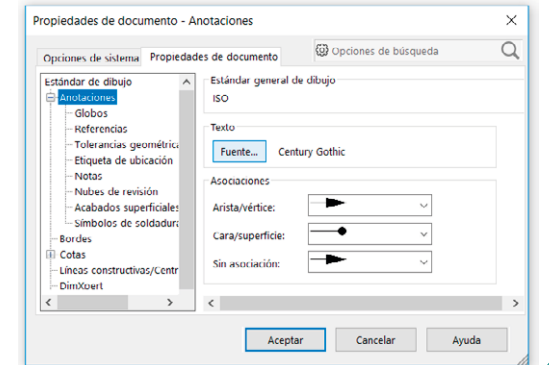 Propiedades de documento - Anotaciones
Opciones de sistema Propiedades de documento Opciones de búsqueda
Estándar de dibujo
Anotaciones
Globos
Referencias
Tolerancias geométrica
Etiqueta de ubicación
Notas
Nubes de revisión
Acabados superficiales
Símbolos de soldadura
Bordes
Cotas
Líneas constructivas/Centr
DimXpert
Estándar general de dibujo
ISO
Texto
Fuente... Century Gothic
Asociaciones
Arista/vértice:
Cara/superficie:
Sin asociación:
Aceptar Cancelar Ayuda